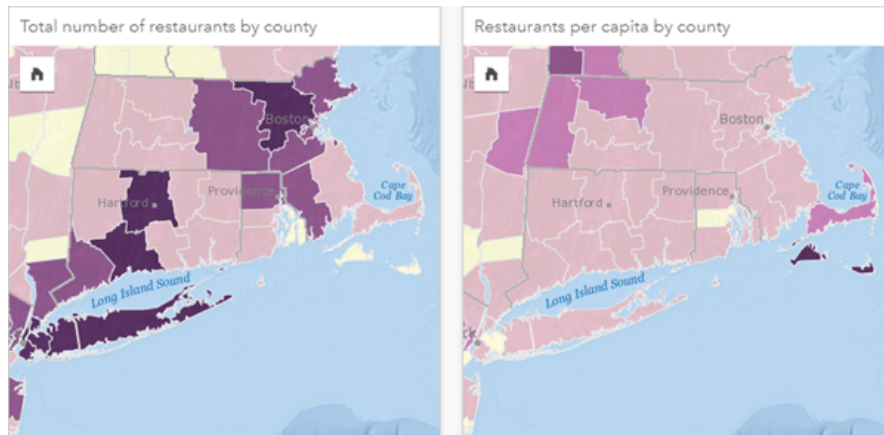 Total number of restaurants by county
Boston
Providence
Hartford
Cape
Cod Bay
Long Island Sound
Restaurants per capita by county
Boston
Providence
Hartford
Cape
Cod Bay
Long Island Sound